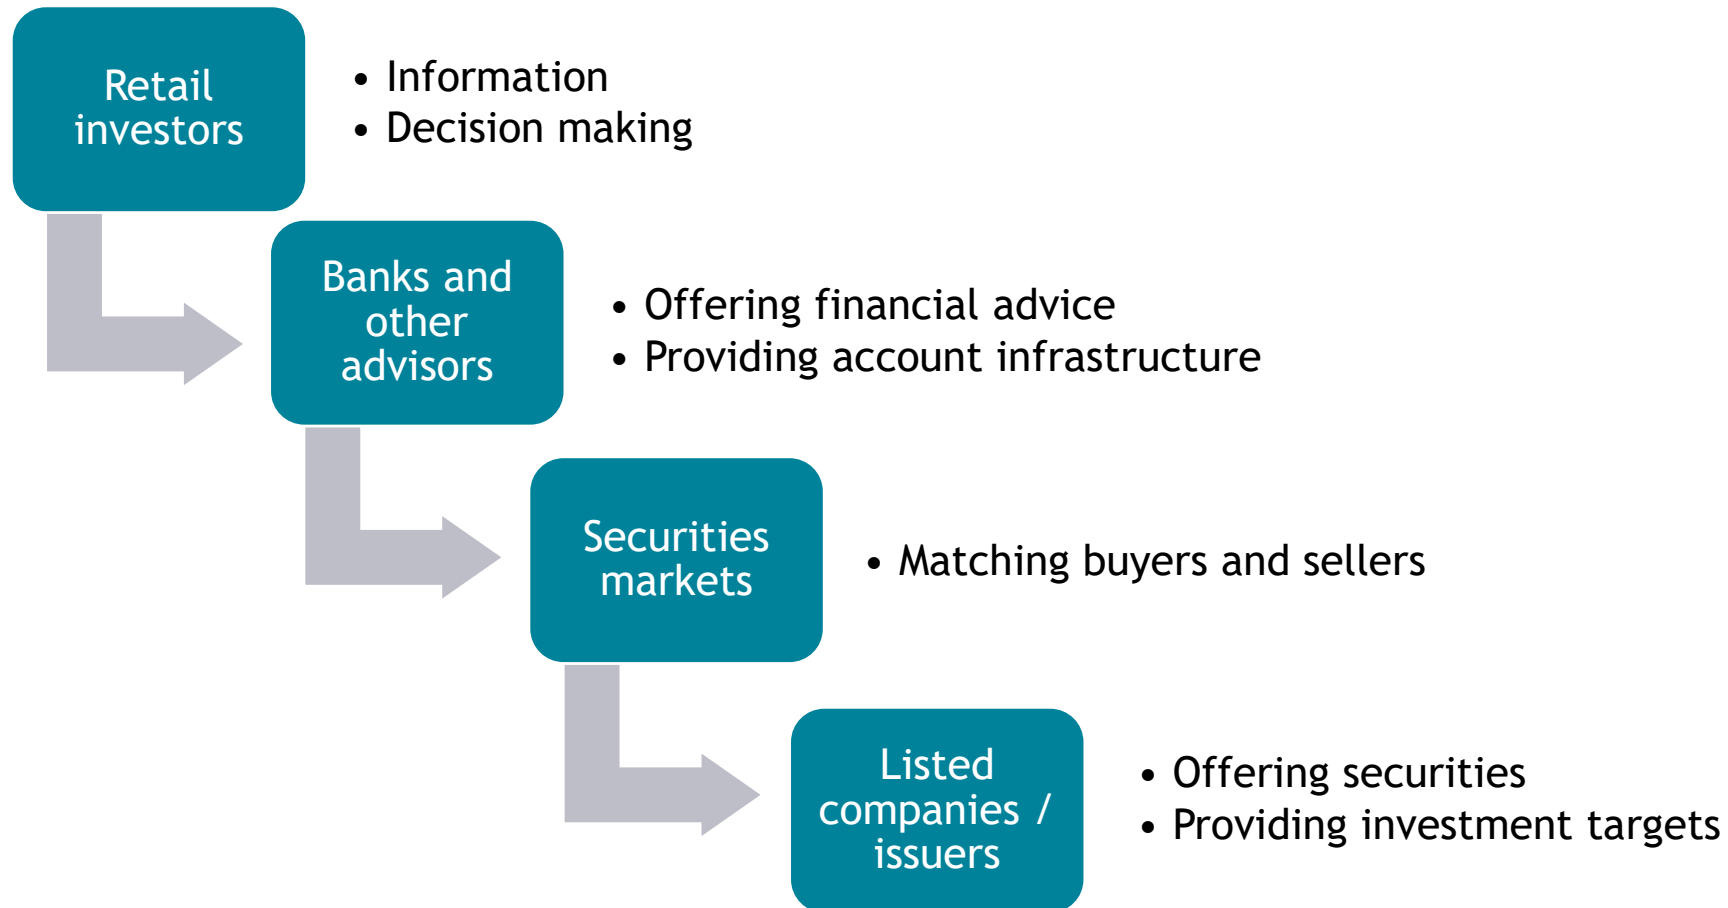 Retail
investors
• Information
• Decision making
Banks and
other
advisors
• Offering financial advice
• Providing account infrastructure
Securities
markets
• Matching buyers and sellers
Listed
companies /
issuers
• Offering securities
• Providing investment targets